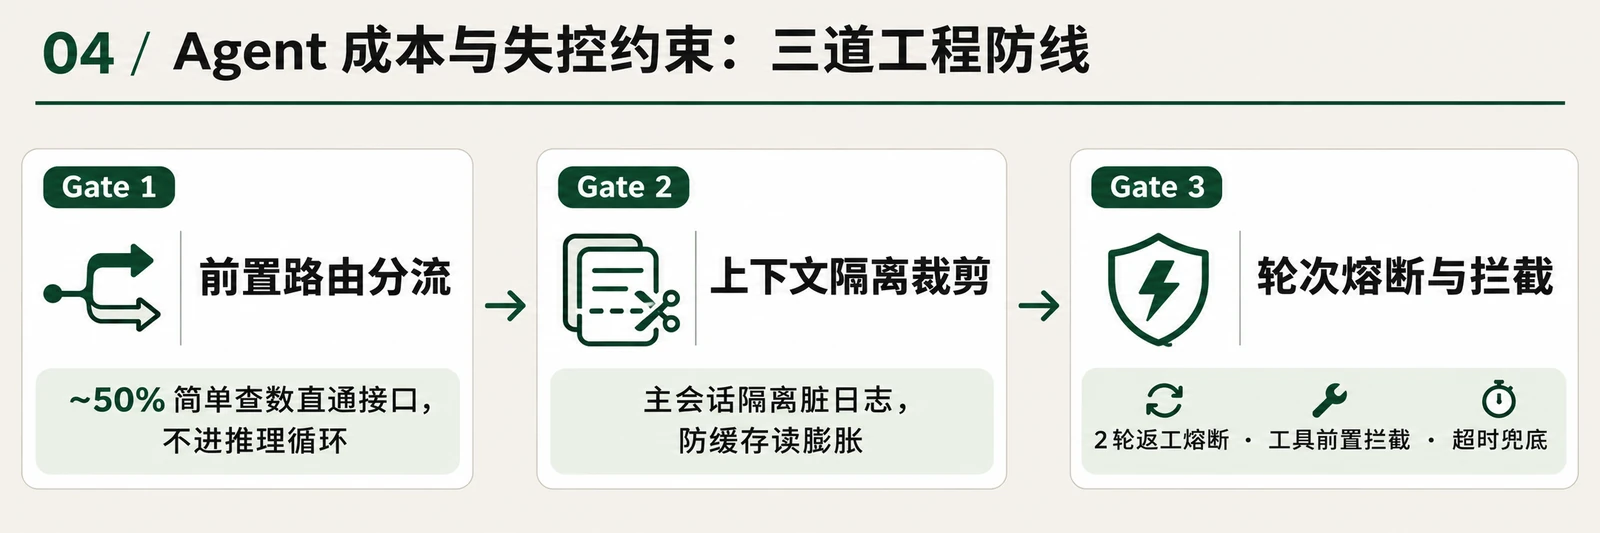 04 / Agent 成本与失控约束：三道工程防线
Gate 1
前置路由分流
~50% 简单查数直通接口，
不进推理循环
Gate 2
上下文隔离裁剪
主会话隔离脏日志，
防缓存读膨胀
Gate 3
轮次熔断与拦截
2 轮返工熔断 · 工具前置拦截 · 超时兜底